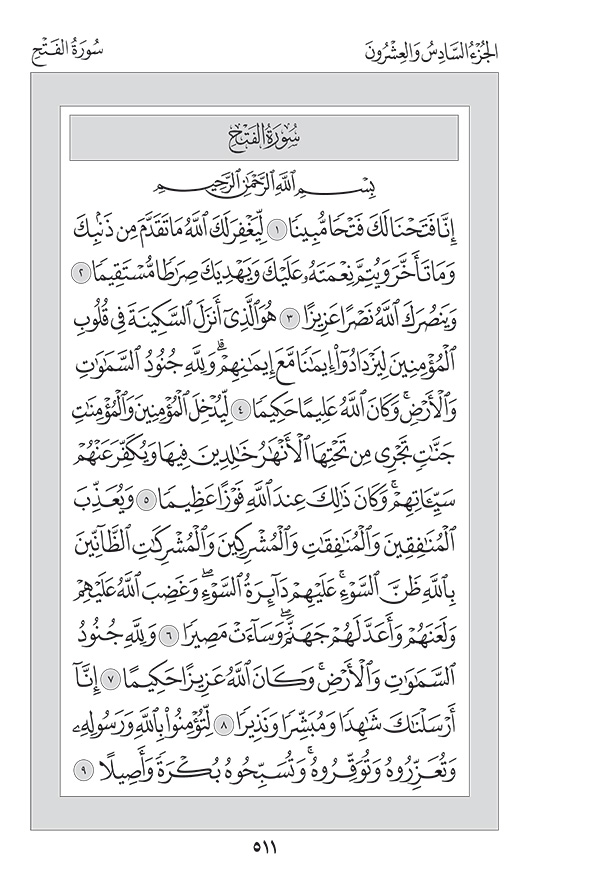 الجُزْءُ السَّادِسُ وَالعِشْرُونَ
سُورَةُ الفَتْحِ
سُورَةُ الفَتْحِ
بِسْمِ ٱللَّهِ ٱلرَّحْمَٰنِ ٱلرَّحِيمِ
إِنَّا فَتَحْنَا لَكَ فَتْحًا مُّبِينًا ١ لِّيَغْفِرَ لَكَ ٱللَّهُ مَا تَقَدَّمَ مِن ذَنۢبِكَ
وَمَا تَأَخَّرَ وَيُتِمَّ نِعْمَتَهُۥ عَلَيْكَ وَيَهْدِيَكَ صِرَٰطًا مُّسْتَقِيمًا ٢
وَيَنصُرَكَ ٱللَّهُ نَصْرًا عَزِيزًا ٣ هُوَ ٱلَّذِىٓ أَنزَلَ ٱلسَّكِينَةَ فِى قُلُوبِ
ٱلْمُؤْمِنِينَ لِيَزْدَادُوٓا۟ إِيمَٰنًا مَّعَ إِيمَٰنِهِمْ ۗ وَلِلَّهِ جُنُودُ ٱلسَّمَٰوَٰتِ
وَٱلْأَرْضِ ۚ وَكَانَ ٱللَّهُ عَلِيمًا حَكِيمًا ٤ لِّيُدْخِلَ ٱلْمُؤْمِنِينَ وَٱلْمُؤْمِنَٰتِ
جَنَّٰتٍ تَجْرِى مِن تَحْتِهَا ٱلْأَنْهَٰرُ خَٰلِدِينَ فِيهَا وَيُكَفِّرَ عَنْهُمْ
سَيِّـَٔاتِهِمْ ۚ وَكَانَ ذَٰلِكَ عِندَ ٱللَّهِ فَوْزًا عَظِيمًا ٥ وَيُعَذِّبَ
ٱلْمُنَٰفِقِينَ وَٱلْمُنَٰفِقَٰتِ وَٱلْمُشْرِكِينَ وَٱلْمُشْرِكَٰتِ ٱلظَّآنِّينَ
بِٱللَّهِ ظَنَّ ٱلسَّوْءِ ۚ عَلَيْهِمْ دَآئِرَةُ ٱلسَّوْءِ ۖ وَغَضِبَ ٱللَّهُ عَلَيْهِمْ
وَلَعَنَهُمْ وَأَعَدَّ لَهُمْ جَهَنَّمَ ۖ وَسَآءَتْ مَصِيرًا ٦ وَلِلَّهِ جُنُودُ
ٱلسَّمَٰوَٰتِ وَٱلْأَرْضِ ۚ وَكَانَ ٱللَّهُ عَزِيزًا حَكِيمًا ٧ إِنَّآ
أَرْسَلْنَٰكَ شَٰهِدًا وَمُبَشِّرًا وَنَذِيرًا ٨ لِّتُؤْمِنُوا۟ بِٱللَّهِ وَرَسُولِهِۦ
وَتُعَزِّرُوهُ وَتُوَقِّرُوهُ ۚ وَتُسَبِّحُوهُ بُكْرَةً وَأَصِيلًا ٩
٥١١